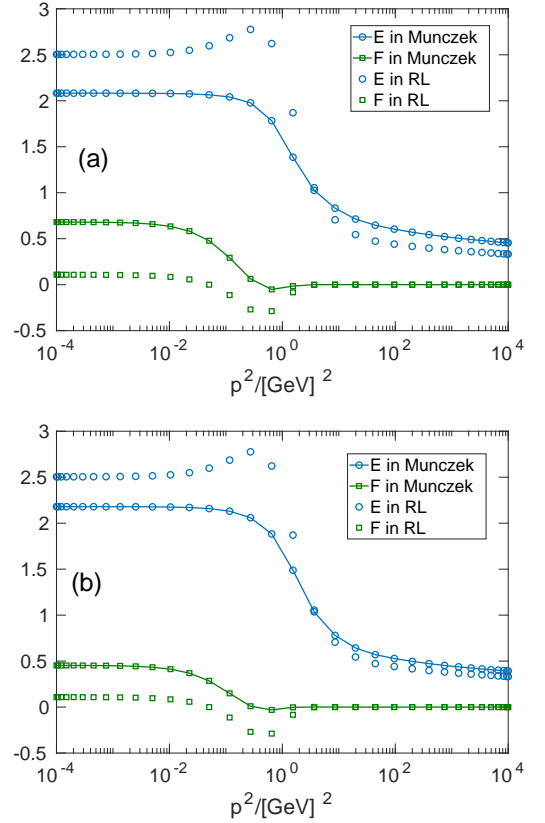 3
2.5
2
1.5
1
0.5
0
-0.5
(a)
E in Munczek
F in Munczek
E in RL
F in RL
10^-4 10^-2 10^0 10^2 10^4
p^2/[GeV] ^2
3
2.5
2
1.5
1
0.5
0
-0.5
(b)
E in Munczek
F in Munczek
E in RL
F in RL
10^-4 10^-2 10^0 10^2 10^4
p^2/[GeV] ^2